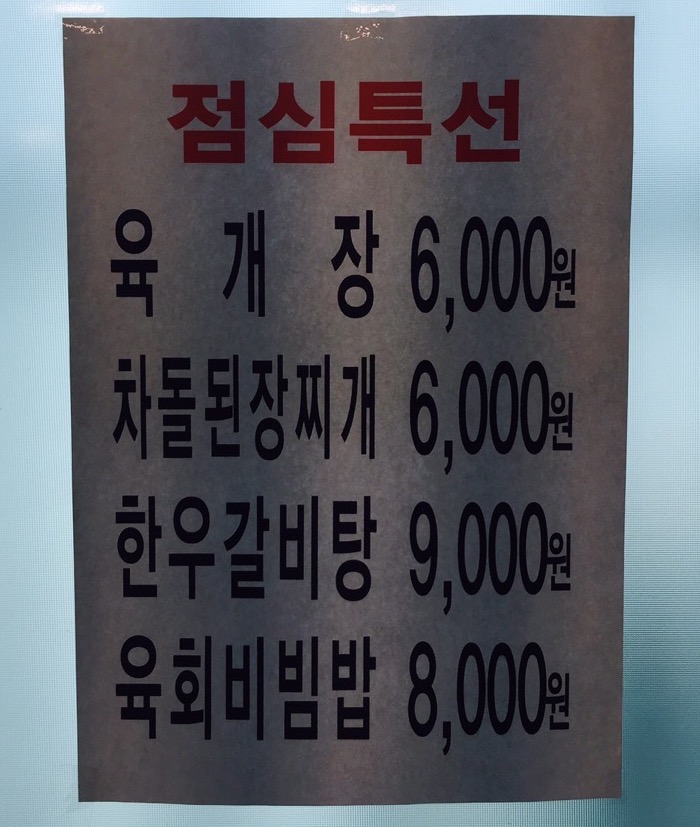 점심특선
육 개 장 6,000원
차돌된장찌개 6,000원
한우갈비탕 9,000원
육회비빔밥 8,000원